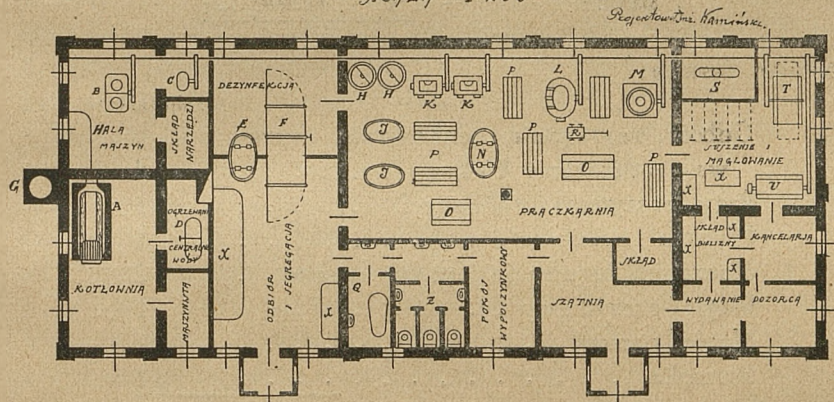 Projektował Inż. Kamiński.
DEZYNFEKCJA
B
C
H
H
K
K
P
L
M
S
T
HALA
MASZYN
SKŁAD
NARZĘDZI
E
F
J
J
P
N
P
R
O
P
SUSZENIE I
MAGLOWANIE
X
X
U
G
A
OGRZEWANIE
D
CENTRALNE
WODY
X
O
PRACZKARNIA
SKŁAD
BIELIZNY
X
X
X
KANCELARJA
KOTŁOWNIA
MASZYNISTA
ODBIÓR
I SEGREGACJA
X
Q
Z
POKÓJ
WYPOCZYNKOWY
SZATNIA
SKŁAD
WYDAWANIE
DOZORCA